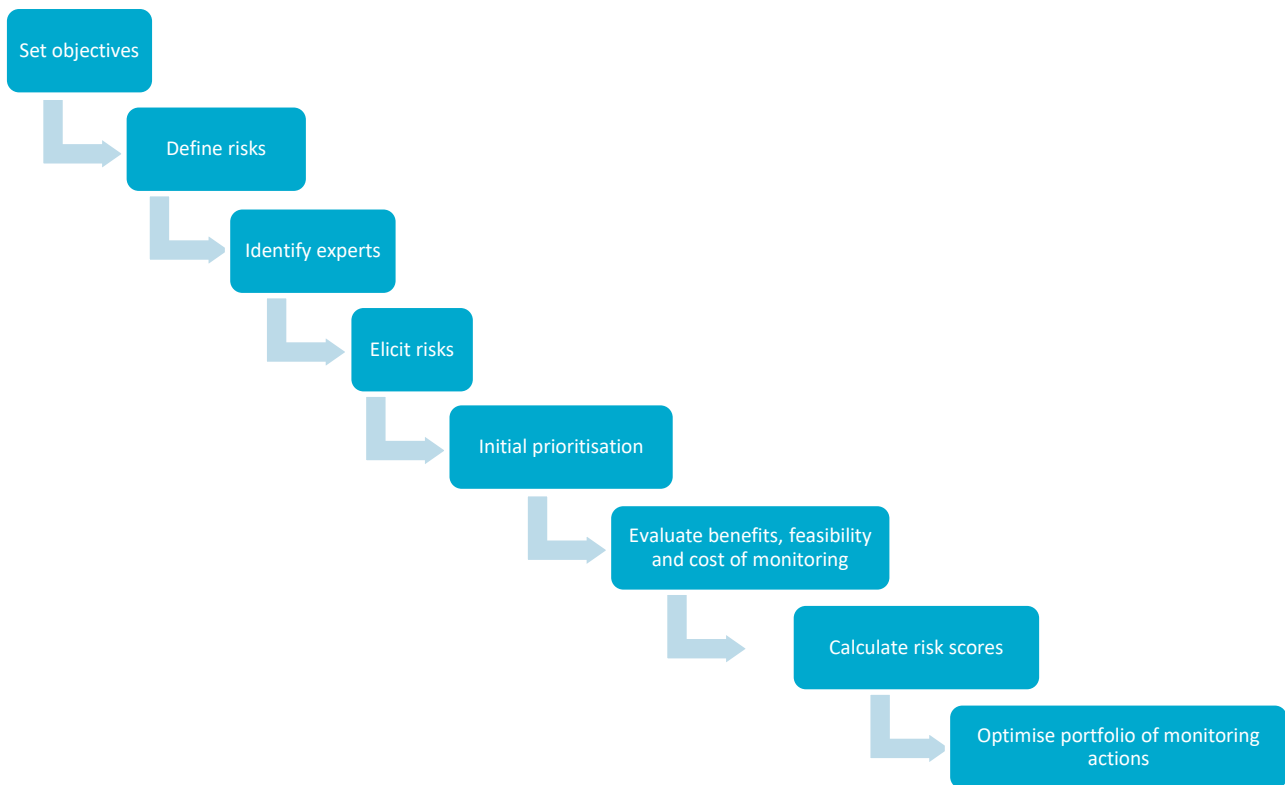 Set objectives
Define risks
Identify experts
Elicit risks
Initial prioritisation
Evaluate benefits, feasibility
and cost of monitoring
Calculate risk scores
Optimise portfolio of monitoring
actions